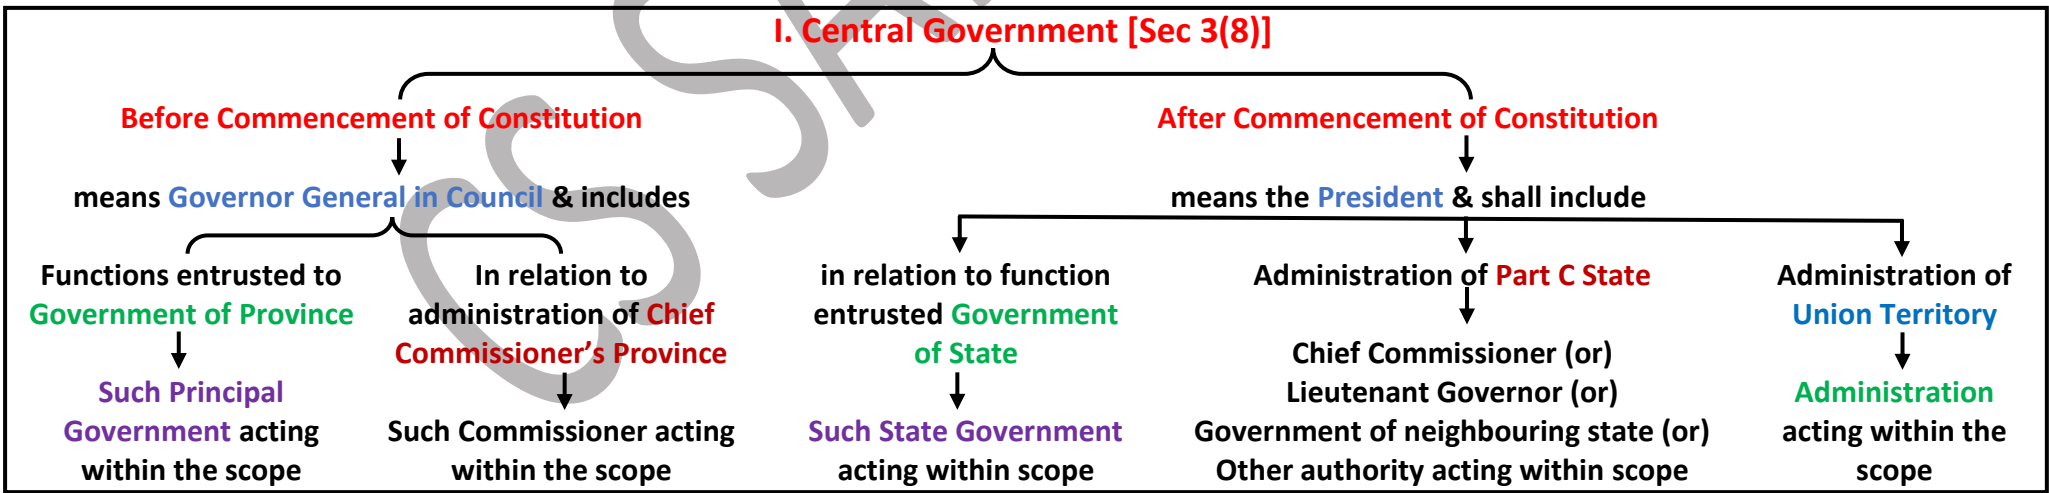 I. Central Government [Sec 3(8)]
Before Commencement of Constitution
means Governor General in Council & includes
Functions entrusted to
Government of Province
Such Principal
Government acting
within the scope
In relation to
administration of Chief
Commissioner’s Province
Such Commissioner acting
within the scope
After Commencement of Constitution
means the President & shall include
in relation to function
entrusted Government
of State
Such State Government
acting within scope
Administration of Part C State
Chief Commissioner (or)
Lieutenant Governor (or)
Government of neighbouring state (or)
Other authority acting within scope
Administration of
Union Territory
Administration
acting within the
scope
CS